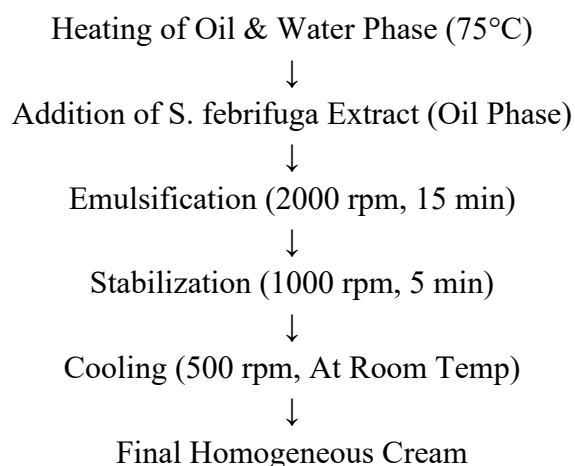 Heating of Oil & Water Phase (75°C)
↓
Addition of S. febrifuga Extract (Oil Phase)
↓
Emulsification (2000 rpm, 15 min)
↓
Stabilization (1000 rpm, 5 min)
↓
Cooling (500 rpm, At Room Temp)
↓
Final Homogeneous Cream